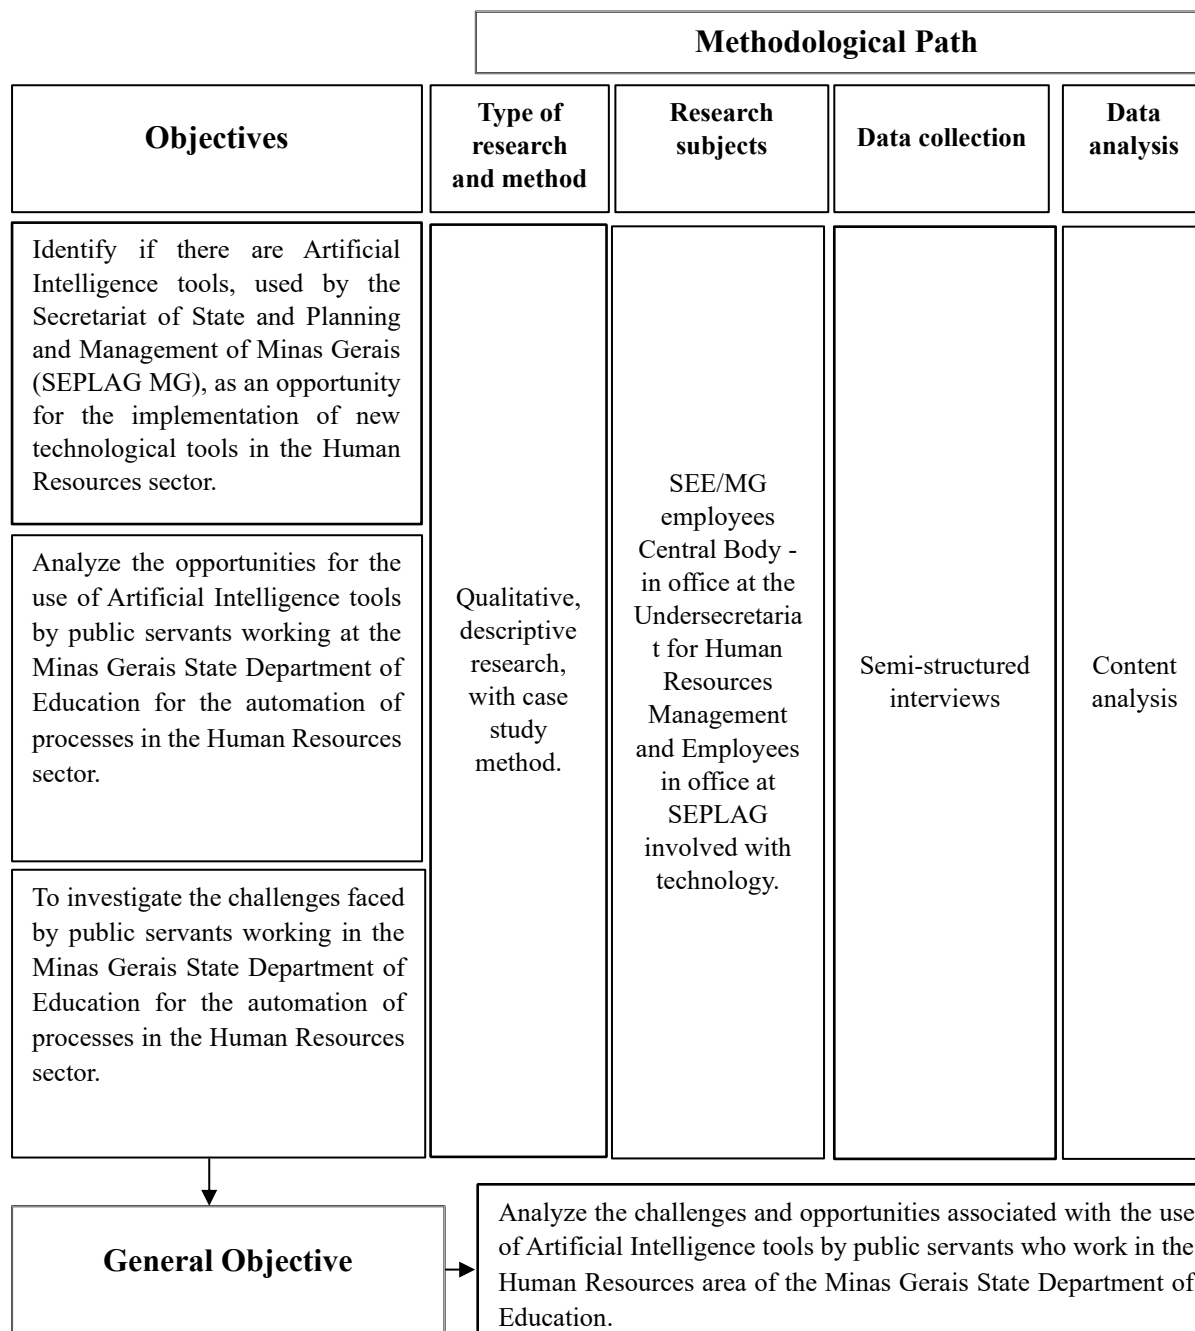 Methodological Path
Objectives
Type of
research
and method
Research
subjects
Data collection
Data
analysis
Identify if there are Artificial
Intelligence tools, used by the
Secretariat of State and Planning
and Management of Minas Gerais
(SEPLAG MG), as an opportunity
for the implementation of new
technological tools in the Human
Resources sector.
Analyze the opportunities for the
use of Artificial Intelligence tools
by public servants working at the
Minas Gerais State Department of
Education for the automation of
processes in the Human Resources
sector.
To investigate the challenges faced
by public servants working in the
Minas Gerais State Department of
Education for the automation of
processes in the Human Resources
sector.
Qualitative,
descriptive
research,
with case
study
method.
SEE/MG
employees
Central Body -
in office at the
Undersecretaria
t for Human
Resources
Management
and Employees
in office at
SEPLAG
involved with
technology.
Semi-structured
interviews
Content
analysis
General Objective
Analyze the challenges and opportunities associated with the use
of Artificial Intelligence tools by public servants who work in the
Human Resources area of the Minas Gerais State Department of
Education.